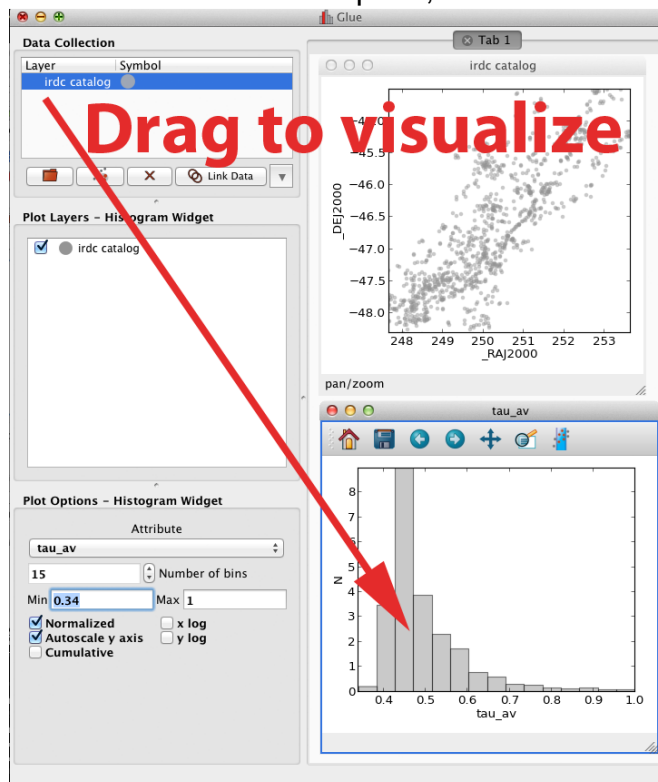 Glue
Data Collection
Tab 1
Layer Symbol
irdc catalog
irdc catalog
Drag to visualize
Link Data
Plot Layers – Histogram Widget
irdc catalog
−45.5
−46.0
−46.5
−47.0
−47.5
−48.0
_DEJ2000
248 249 250 251 252 253
_RAJ2000
pan/zoom
tau_av
Plot Options – Histogram Widget
Attribute
tau_av
15 Number of bins
Min 0.34 Max 1
Normalized x log
Autoscale y axis y log
Cumulative
8
7
5
4
3
2
1
0
N
0.4 0.5 0.6 0.7 0.8 0.9 1.0
tau_av